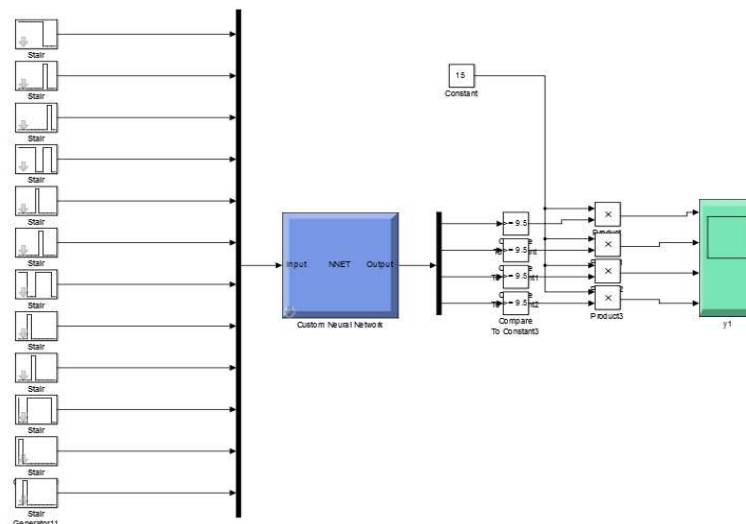 Stair
Stair
Stair
Stair
Stair
Stair
Stair
Stair
Stair
Stair
Stair
Stair
Generator11
15
Constant
Input NNET Output
Custom Neural Network
9.5
9.5
9.5
9.5
Compare
To Constant3
×
×
×
×
Product3
y1